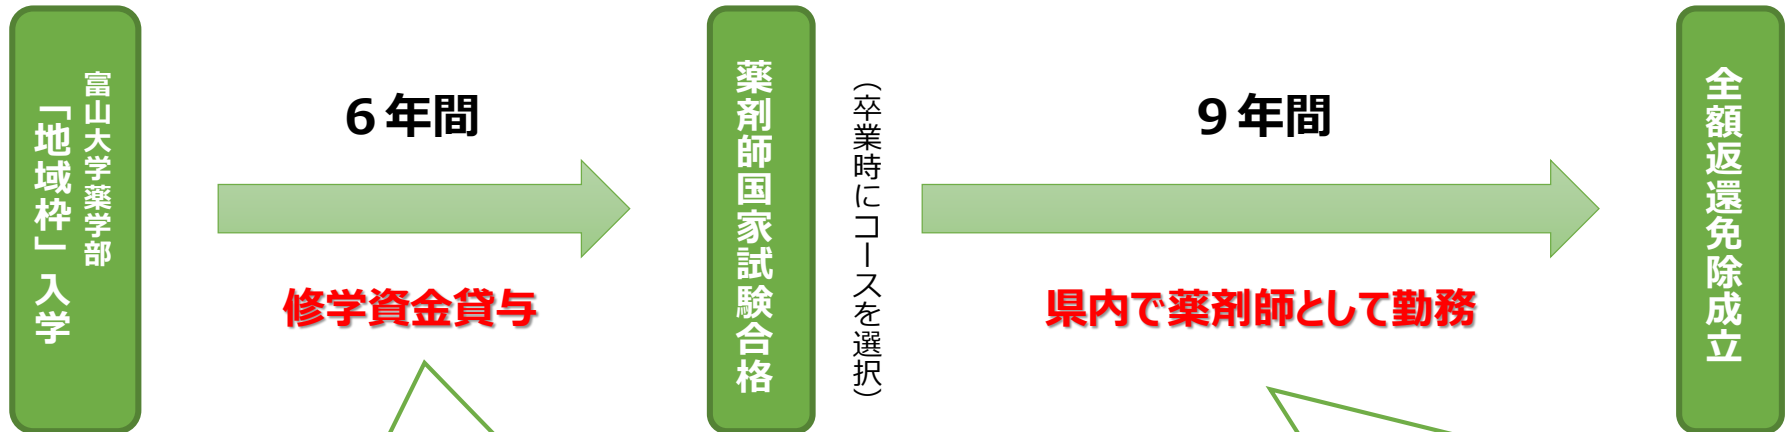 富山大学薬学部
「地域枠」入学
６年間
修学資金貸与
薬剤師国家試験合格
（卒業時にコースを選択）
９年間
県内で薬剤師として勤務
全額返還免除成立